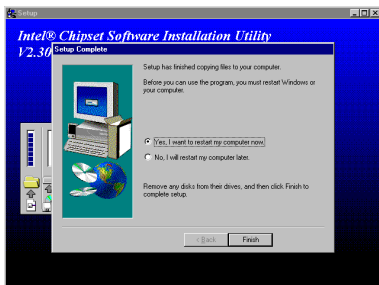 Setup
Intel® Chipset Software Installation Utility
V2.30
Setup Complete
Setup has finished copying files to your computer.
Before you can use the program, you must restart Windows or
your computer.
Yes, I want to restart my computer now.
No, I will restart my computer later.
Remove any disks from their drives, and then click Finish to
complete setup.
< Back
Finish